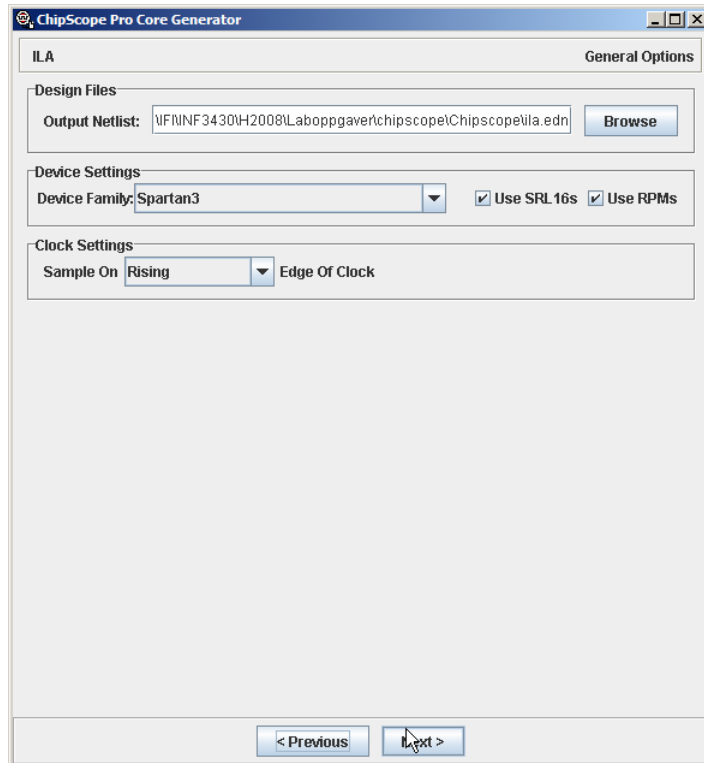 ChipScope Pro Core Generator
ILA General Options
Design Files
Output Netlist: \IFI\INF3430\H2008\Laboppgaver\chipscope\Chipscope\ila.edn Browse
Device Settings
Device Family: Spartan3 Use SRL16s Use RPMs
Clock Settings
Sample On Rising Edge Of Clock
< Previous Next >